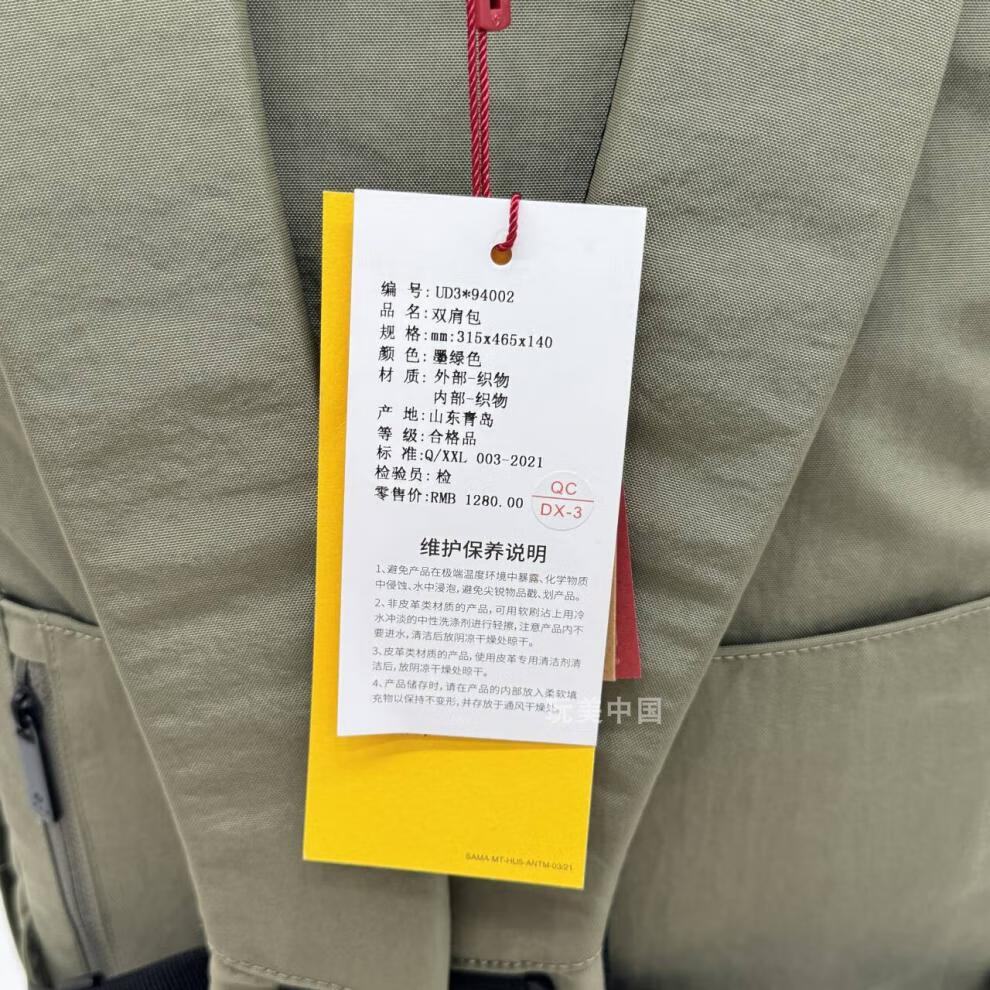 编 号:UD3*94002
品 名:双肩包
规 格:mm:315x465x140
颜 色:墨绿色
材 质:外部-织物
内部-织物
产 地:山东青岛
等 级:合格品
标 准:Q/XXL 003-2021
检验员:检
零售价:RMB 1280.00
QC
DX-3
维护保养说明
1、避免产品在极端温度环境中暴露、化学物质
中侵蚀、水中浸泡，避免尖锐物品戳、划产品。
2、非皮革类材质的产品，可用软刷沾上用冷
水冲淡的中性洗涤剂进行轻擦，注意产品内不
要进水，清洁后放阴凉干燥处晾干。
3、皮革类材质的产品，使用皮革专用清洁剂清
洁后，放阴凉干燥处晾干。
4、产品储存时，请在产品的内部放入柔软填
充物以保持不变形，并存放于通风干燥处
玩美中国
SAMA-MT-HUS-ANTM-03/21